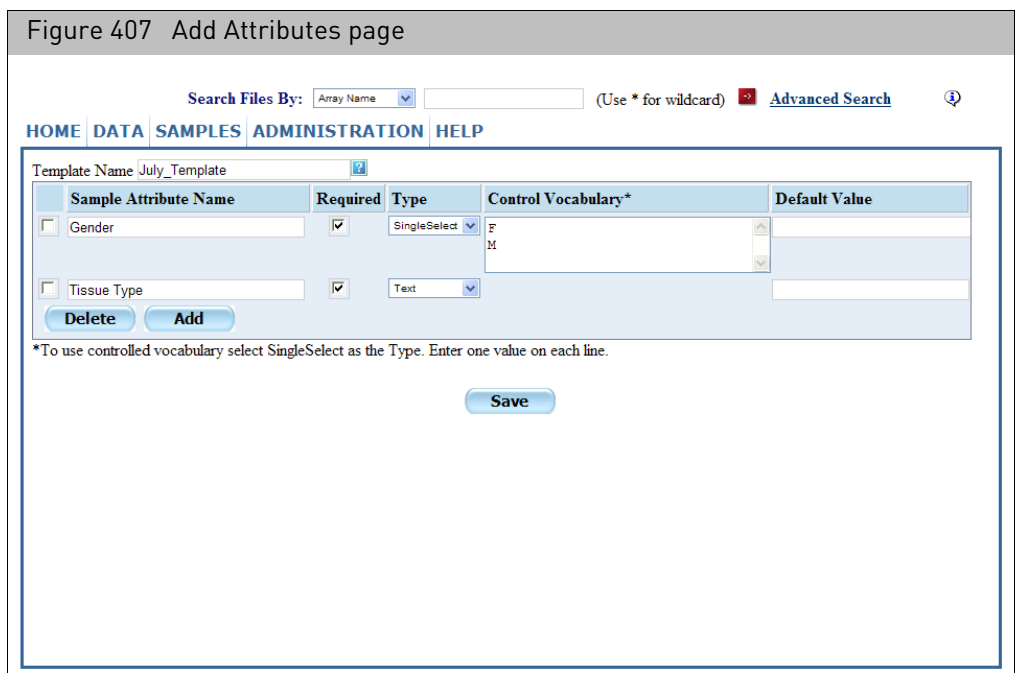 Figure 407 Add Attributes page
Search Files By: Array Name (Use * for wildcard) Advanced Search
HOME DATA SAMPLES ADMINISTRATION HELP
Template Name July_Template ?
Sample Attribute Name Required Type Control Vocabulary* Default Value
Gender SingleSelect F
M
Tissue Type Text
Delete Add
*To use controlled vocabulary select SingleSelect as the Type. Enter one value on each line.
Save